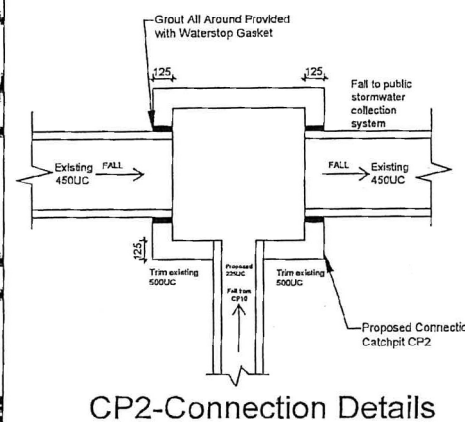 Grout All Around Provided
with Waterstop Gasket
125
125
Fall to public
stormwater
collection
system
Existing
450UC
FALL
FALL
Existing
450UC
125
Trim existing
500UC
Proposed
225UC
Fall from
CP10
Trim existing
500UC
Proposed Connectio
Catchpit CP2
CP2-Connection Details